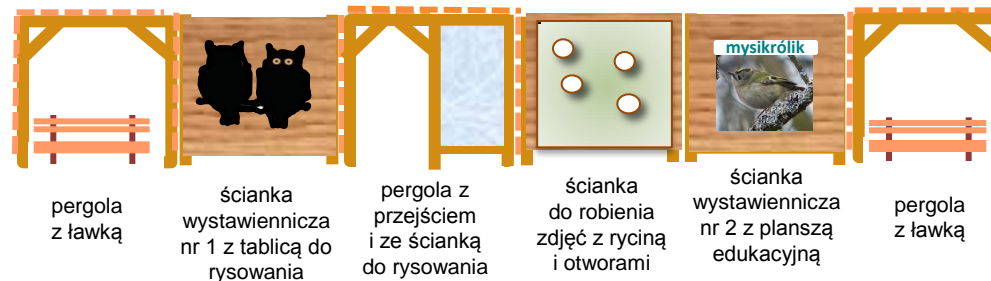 mysikrólik
pergola
z ławką
ścianka
wystawiennicza
nr 1 z tablicą do
rysowania
pergola z
przejściem
i ze ścianką
do rysowania
ścianka
do robienia
zdjęć z ryciną
i otworami
ścianka
wystawiennicza
nr 2 z planszą
edukacyjną
pergola
z ławką